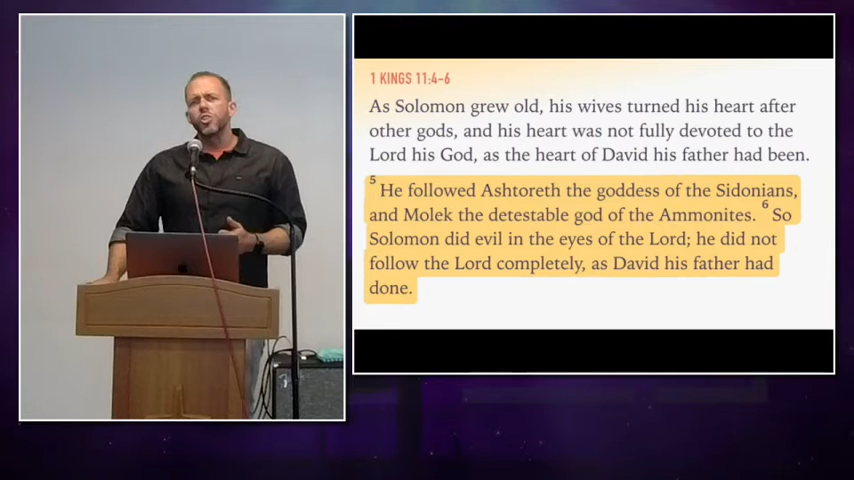 1 KINGS 11:4-6
As Solomon grew old, his wives turned his heart after
other gods, and his heart was not fully devoted to the
Lord his God, as the heart of David his father had been.
5 He followed Ashtoreth the goddess of the Sidonians,
and Molek the detestable god of the Ammonites. 6 So
Solomon did evil in the eyes of the Lord; he did not
follow the Lord completely, as David his father had
done.